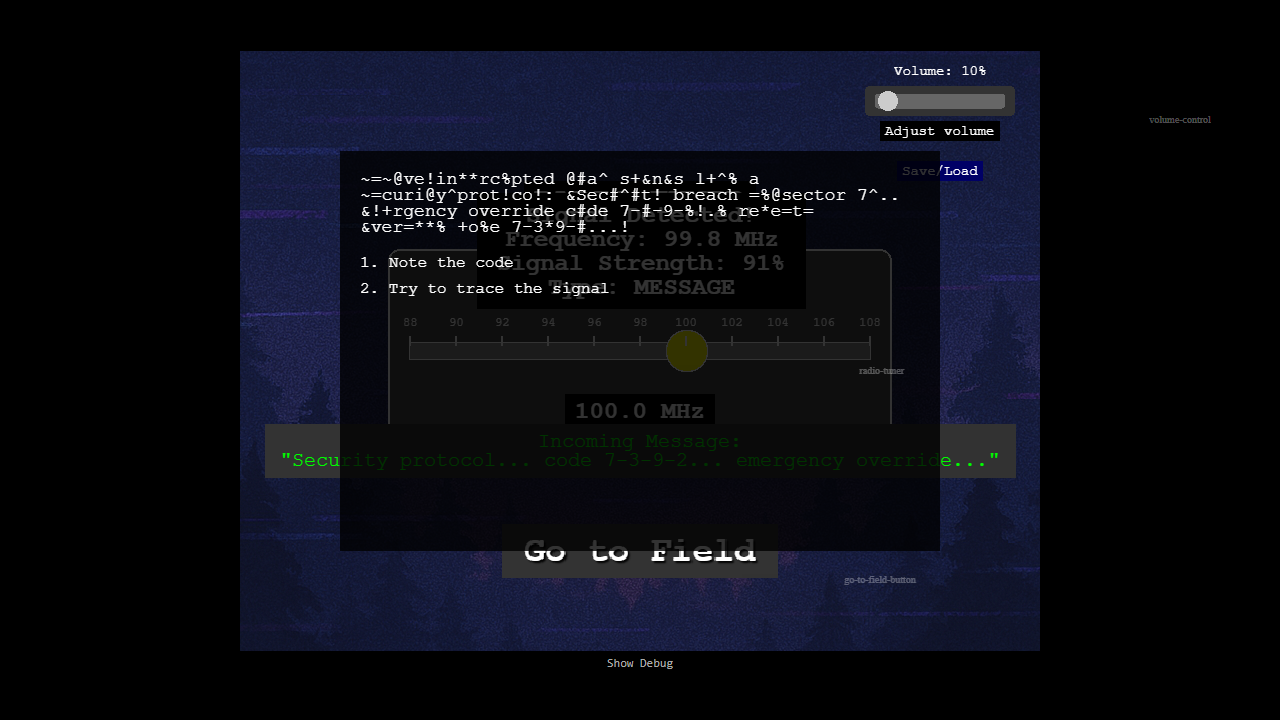 Volume: 10%
volume-control
Adjust volume
Save/Load
~=~@ve!in**rc%pted @#a^ s+&n&s l+^% a
~=curi@y^prot!co!: &Sec#^#t! breach =%@sector 7^..
&!+rgency override c#de 7-#-9-%!.% re*e=t=
&ver=**% +o%e 7-3*9-#...!
Signal Detected!
Frequency: 99.8 MHz
Signal Strength: 91%
Type: MESSAGE
1. Note the code
2. Try to trace the signal
88 90 92 94 96 98 100 102 104 106 108
radio-tuner
100.0 MHz
Incoming Message:
"Security protocol... code 7-3-9-2... emergency override..."
Go to Field
go-to-field-button
Show Debug